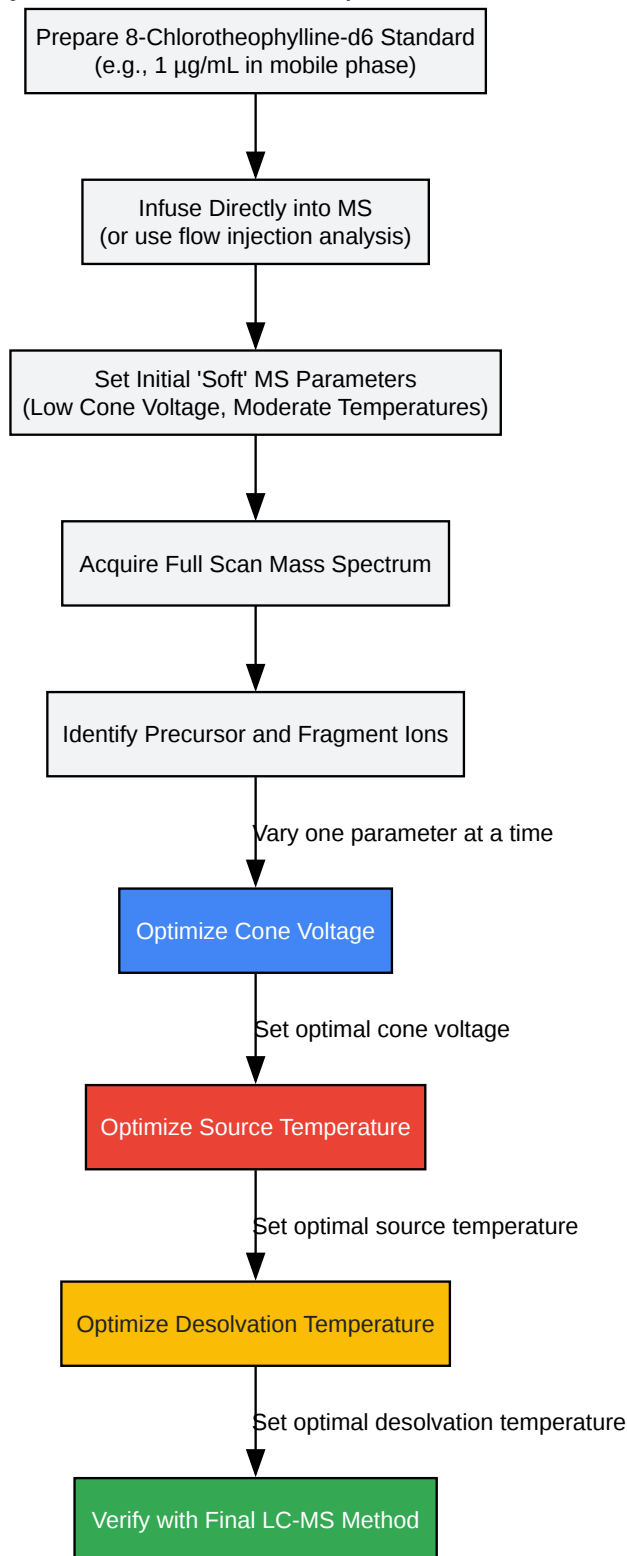 Prepare 8-Chlorotheophylline-d6 Standard
(e.g., 1 µg/mL in mobile phase)
Infuse Directly into MS
(or use flow injection analysis)
Set Initial 'Soft' MS Parameters
(Low Cone Voltage, Moderate Temperatures)
Acquire Full Scan Mass Spectrum
Identify Precursor and Fragment Ions
Vary one parameter at a time
Optimize Cone Voltage
Set optimal cone voltage
Optimize Source Temperature
Set optimal source temperature
Optimize Desolvation Temperature
Set optimal desolvation temperature
Verify with Final LC-MS Method